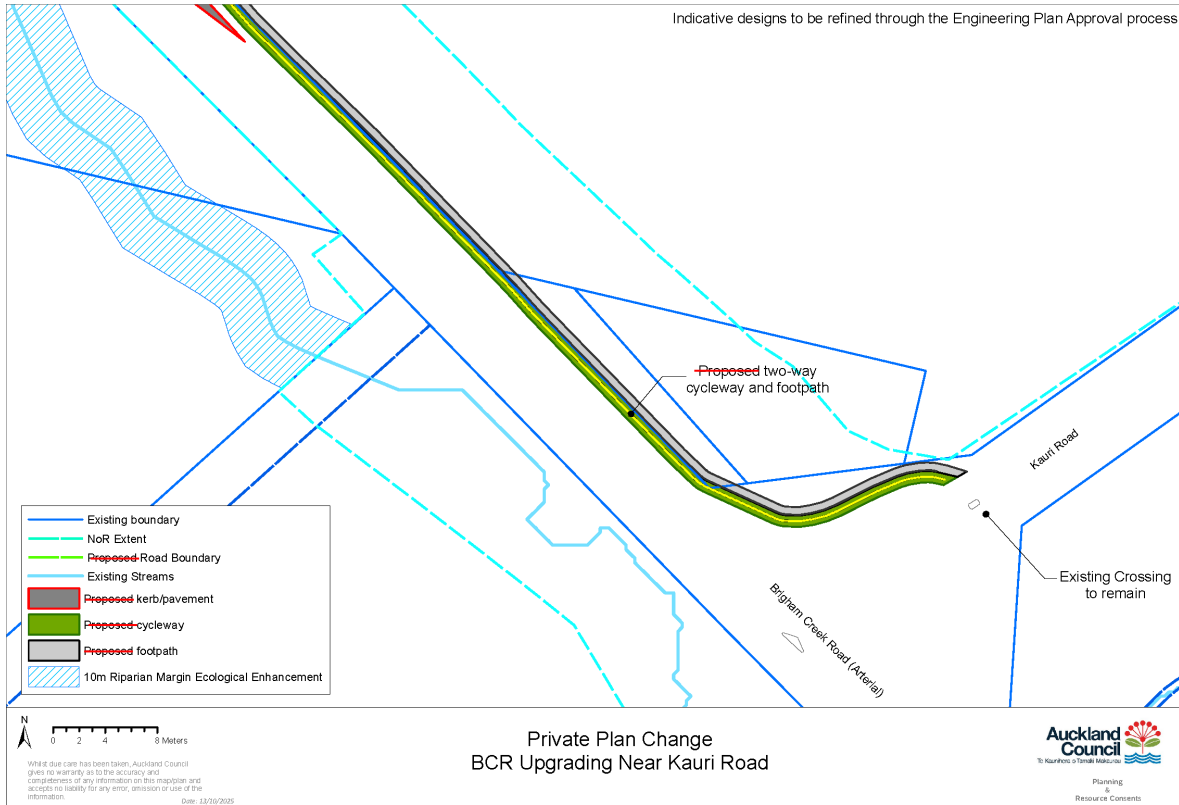 Indicative designs to be refined through the Engineering Plan Approval process
Proposed two-way
cycleway and footpath
Kauri Road
Existing Crossing
to remain
Brigham Creek Road (Arterial)
Existing boundary
NoR Extent
Proposed Road Boundary
Existing Streams
Proposed kerb/pavement
Proposed cycleway
Proposed footpath
10m Riparian Margin Ecological Enhancement
N
0 2 4 8 Meters
Whilst due care has been taken, Auckland Council
gives no warranty as to the accuracy and
completeness of any information on this map/plan and
accepts no liability for any error, omission or use of the
information.
Date: 13/10/2025
Private Plan Change
BCR Upgrading Near Kauri Road
Auckland
Council
Te Kaunihera o Tāmaki Makaurau
Planning
&
Resource Consents